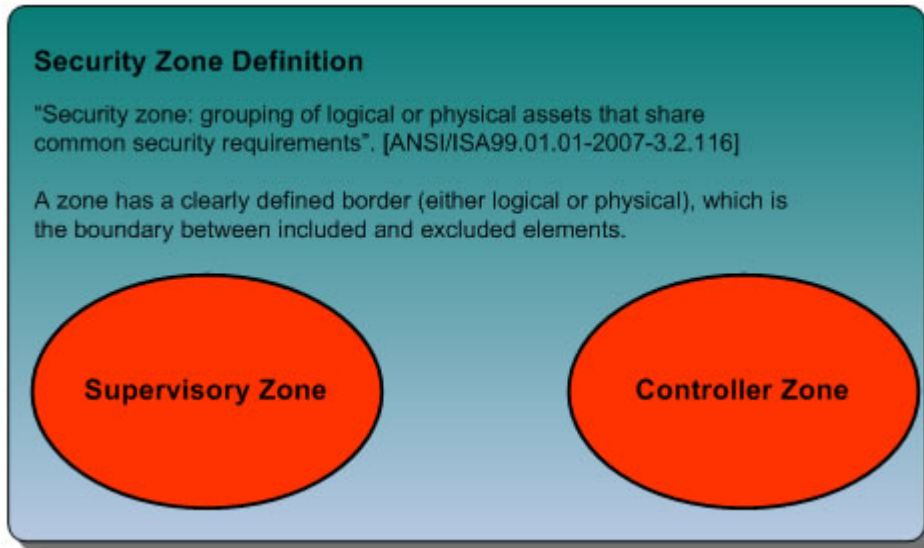 Security Zone Definition
“Security zone: grouping of logical or physical assets that share
common security requirements”. [ANSI/ISA99.01.01-2007-3.2.116]
A zone has a clearly defined border (either logical or physical), which is
the boundary between included and excluded elements.
Supervisory Zone
Controller Zone